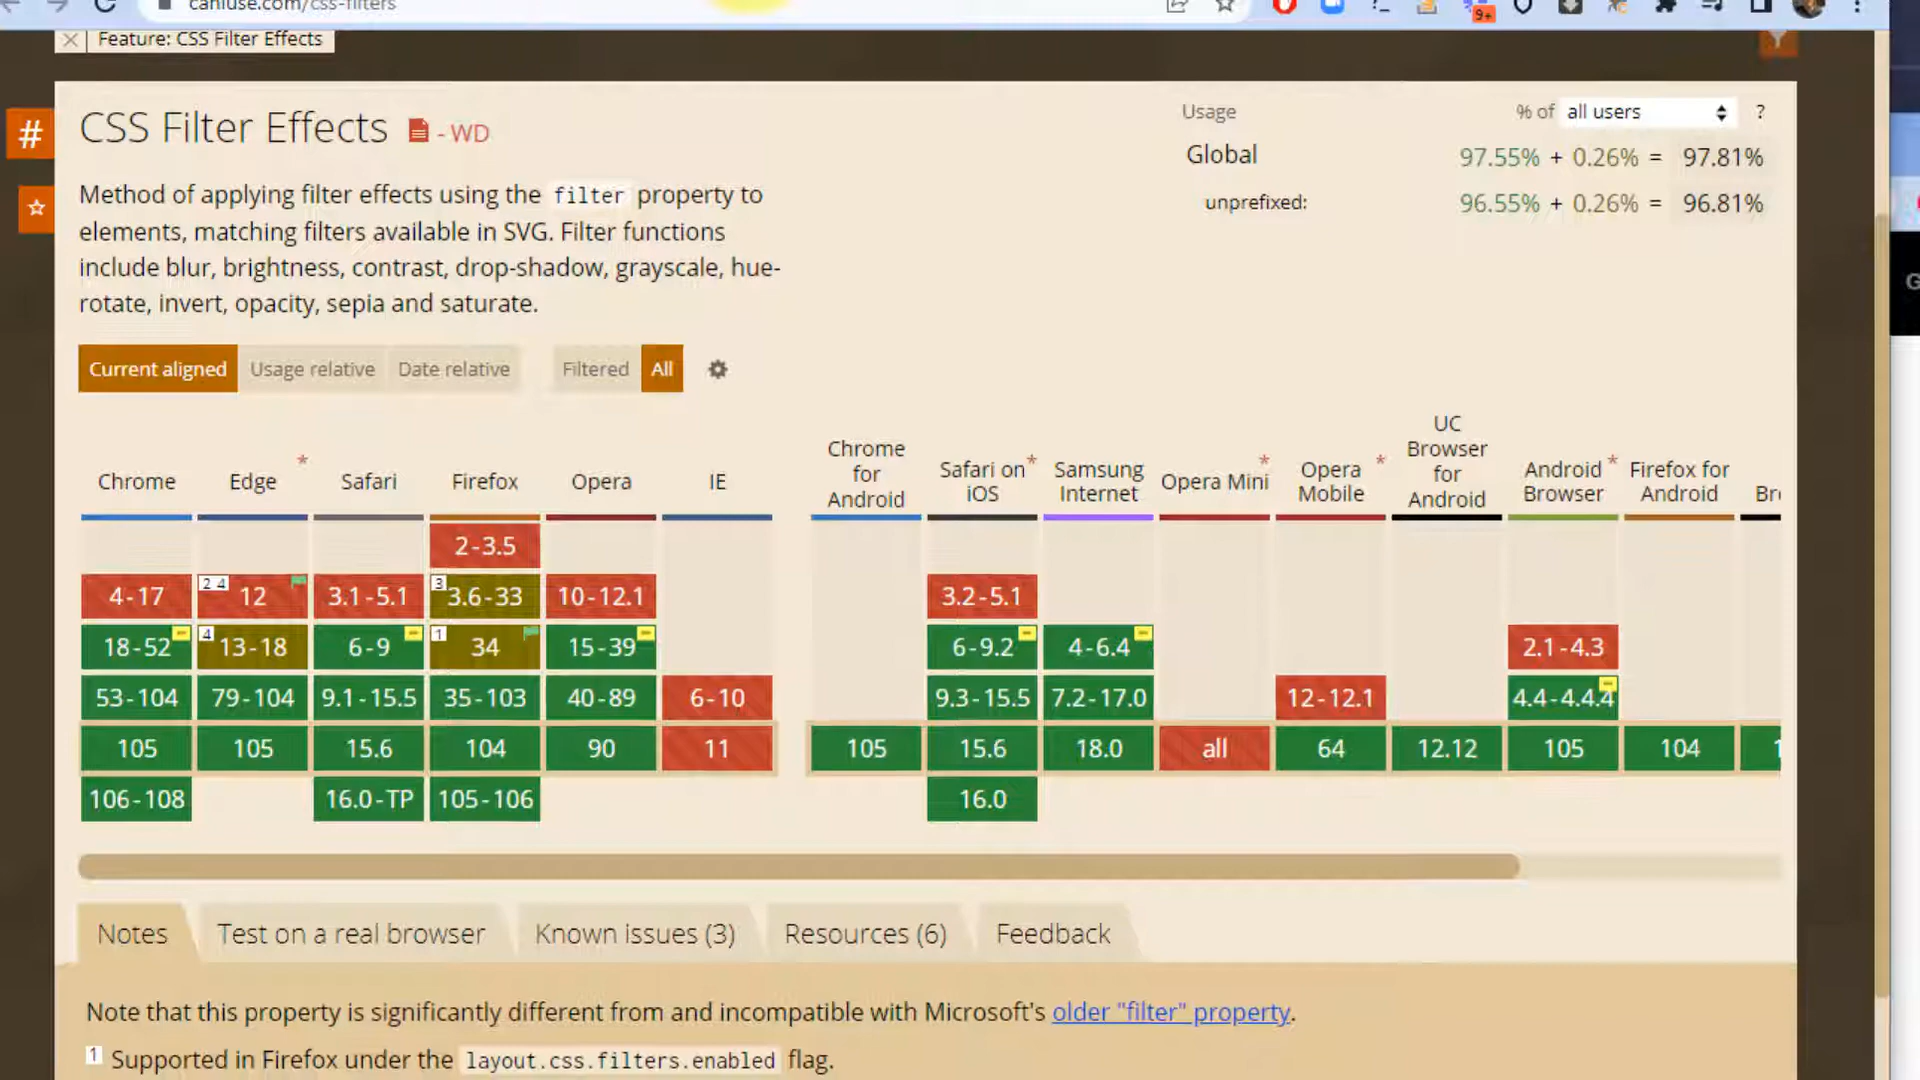 caniuse.com/css-filters
9+
Feature: CSS Filter Effects
#
CSS Filter Effects - WD
Usage % of all users ?
Global 97.55% + 0.26% = 97.81%
unprefixed: 96.55% + 0.26% = 96.81%
Method of applying filter effects using the filter property to
elements, matching filters available in SVG. Filter functions
include blur, brightness, contrast, drop-shadow, grayscale, hue-
rotate, invert, opacity, sepia and saturate.
Current aligned Usage relative Date relative Filtered All
Chrome Edge * Safari Firefox Opera IE Chrome for Android Safari on iOS * Samsung Internet Opera Mini * Opera Mobile * UC Browser for Android Android Browser * Firefox for Android
2-3.5
4-17 2 4 12 3.1-5.1 3 3.6-33 10-12.1 3.2-5.1
18-52 4 13-18 6-9 1 34 15-39 6-9.2 4-6.4 2.1-4.3
53-104 79-104 9.1-15.5 35-103 40-89 6-10 9.3-15.5 7.2-17.0 12-12.1 4.4-4.4.4
105 105 15.6 104 90 11 105 15.6 18.0 all 64 12.12 105 104
106-108 16.0-TP 105-106 16.0
Notes Test on a real browser Known issues (3) Resources (6) Feedback
Note that this property is significantly different from and incompatible with Microsoft's older "filter" property.
1 Supported in Firefox under the layout.css.filters.enabled flag.